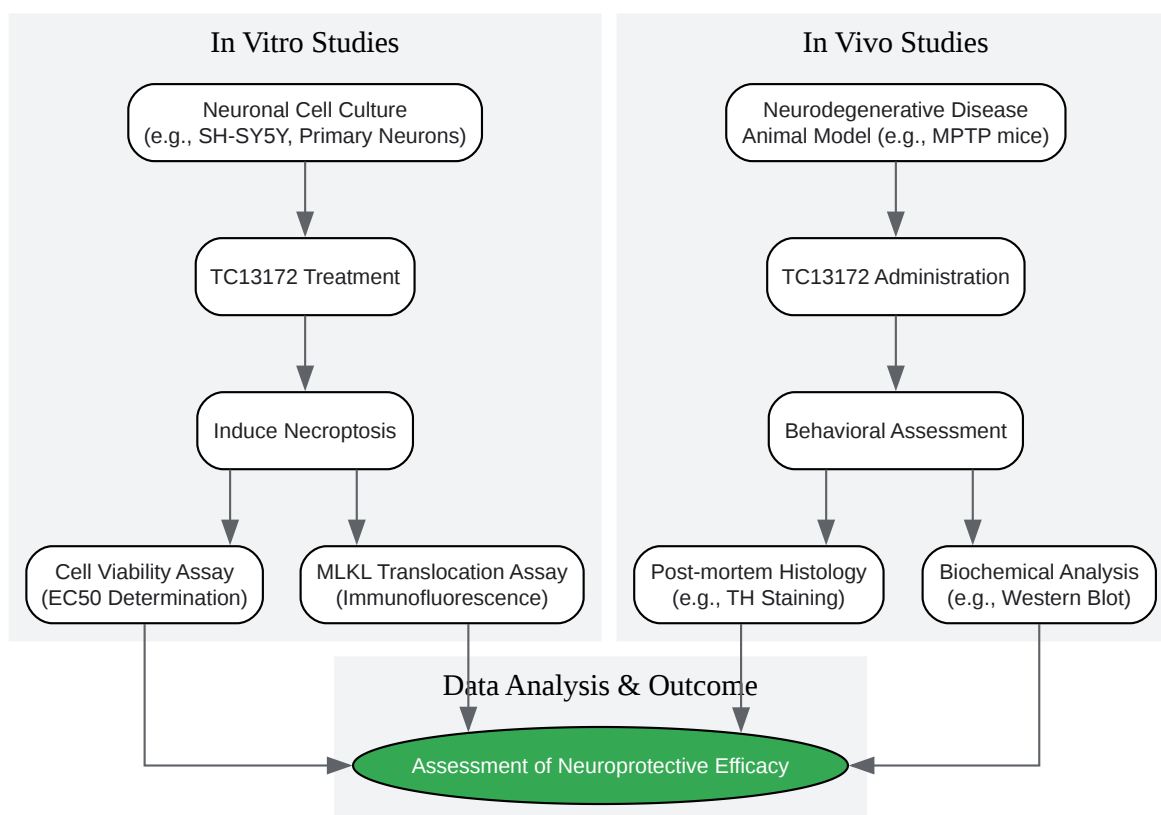 In Vitro Studies
Neuronal Cell Culture
(e.g., SH-SY5Y, Primary Neurons)
TC13172 Treatment
Induce Necroptosis
Cell Viability Assay
(EC50 Determination)
MLKL Translocation Assay
(Immunofluorescence)
In Vivo Studies
Neurodegenerative Disease
Animal Model (e.g., MPTP mice)
TC13172 Administration
Behavioral Assessment
Post-mortem Histology
(e.g., TH Staining)
Biochemical Analysis
(e.g., Western Blot)
Data Analysis & Outcome
Assessment of Neuroprotective Efficacy